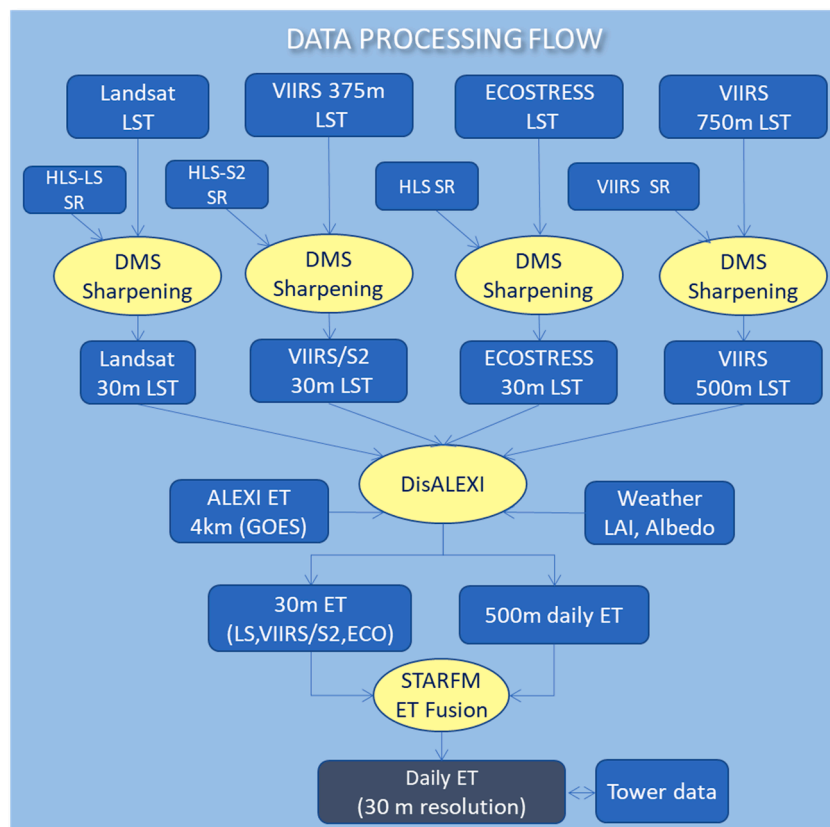 DATA PROCESSING FLOW
Landsat
LST
VIIRS 375m
LST
ECOSTRESS
LST
VIIRS
750m LST
HLS-LS
SR
HLS-S2
SR
HLS SR
VIIRS SR
DMS
Sharpening
DMS
Sharpening
DMS
Sharpening
DMS
Sharpening
Landsat
30m LST
VIIRS/S2
30m LST
ECOSTRESS
30m LST
VIIRS
500m LST
DisALEXI
ALEXI ET
4km (GOES)
Weather
LAI, Albedo
30m ET
(LS,VIIRS/S2,ECO)
500m daily ET
STARFM
ET Fusion
Daily ET
(30 m resolution)
Tower data